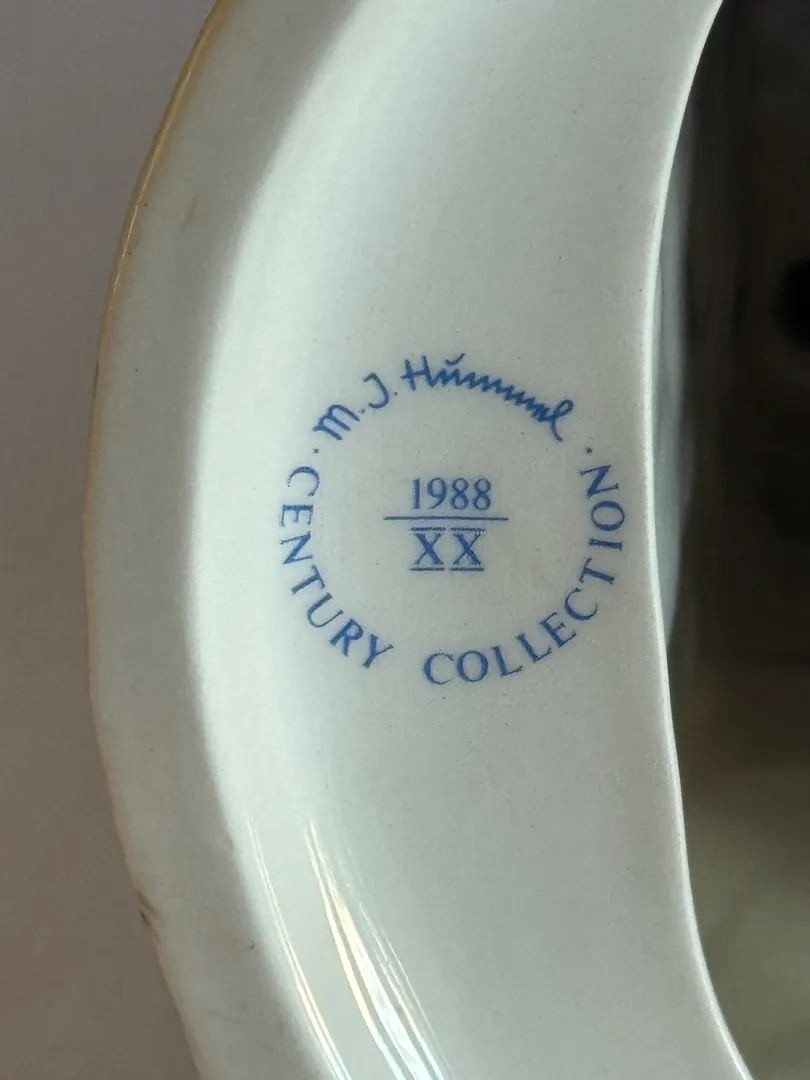 M. J. Hummel
1988
XX
· CENTURY COLLECTION ·